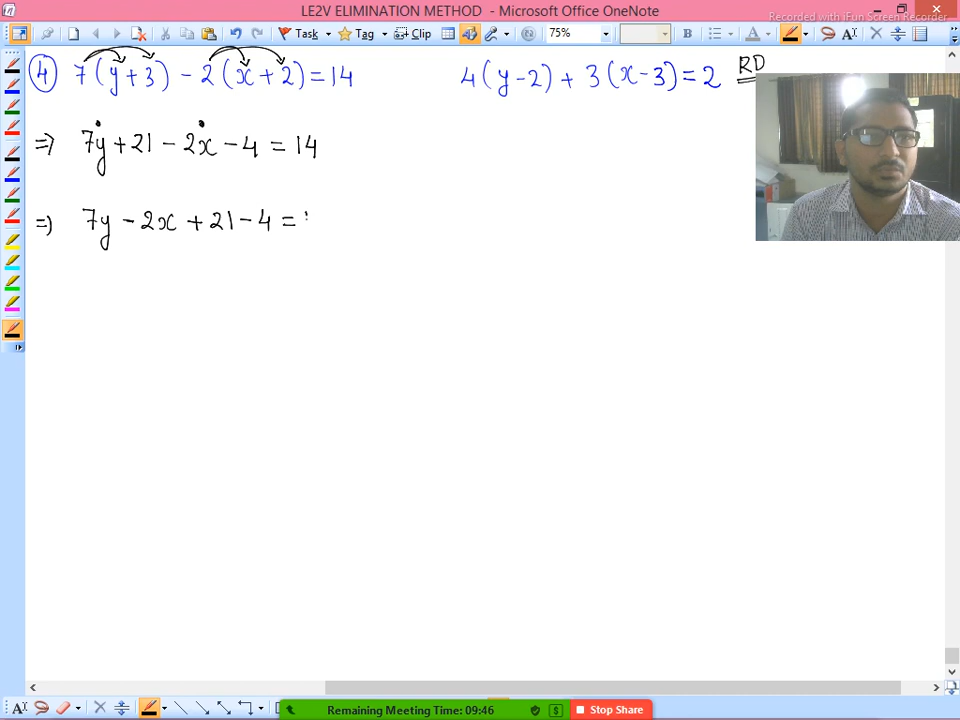 LE2V ELIMINATION METHOD - Microsoft Office OneNote
Recorded with iFun Screen Recorder
Task Tag Clip 75% B A A
④ 7(y+3) - 2(x+2) = 14 4(y-2) + 3(x-3) = 2 RD
=> 7y + 21 - 2x - 4 = 14
=> 7y - 2x + 21 - 4 =
Remaining Meeting Time: 09:46 Stop Share